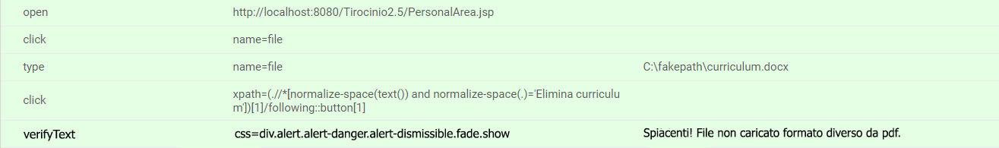 open http://localhost:8080/Tirocinio2.5/PersonalArea.jsp
click name=file
type name=file C:\fakepath\curriculum.docx
click xpath=(.//*[normalize-space(text()) and normalize-space(.)='Elimina curriculu
m'])[1]/following::button[1]
verifyText css=div.alert.alert-danger.alert-dismissible.fade.show Spiacenti! File non caricato formato diverso da pdf.